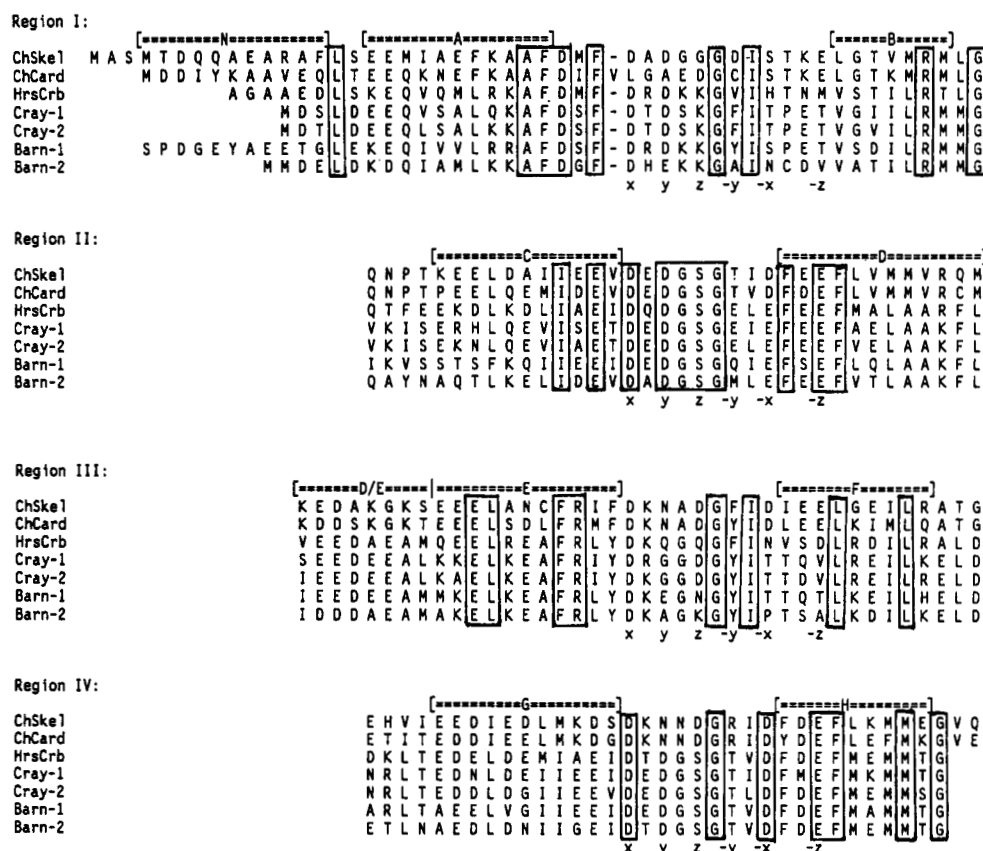 Region I:
[=======N===========] [==========A==========] [=====B=====]
ChSkel M A S M T D Q Q A E A R A F L S E E M I A E F K A A F D M F - D A D G G G D I S T K E L G T V M R M L G
ChCard M D D I Y K A A V E Q L T E E Q K N E F K A A F D I F V L G A E D G C I S T K E L G K V M R M L G
HrsCrb A G A A E D L S K E Q V Q M L R K A F D M F - D R D K K G V I H T N M V S T I L R T L G
Cray-1 M D S L D E E Q V S A L Q K A F D S F - D T D S K G F I T P E T V G I I L R M M G
Cray-2 M D T L D E E Q L S A L K K A F D S F - D T D S K G F I T P E T V G V I L R M M G
Barn-1 S P D G E Y A E E T G L E K E Q I V V L R R A F D S F - D R D K K G Y I S P E T V S D I L R M M G
Barn-2 M M D E L D K D Q I A M L K K A F D G F - D H E K K G A I N C D V V A T I L R M M G
x y z -y -x -z
Region II:
[==========C==========] [===========D===========]
ChSkel Q N P T K E E L D A I I E E V D E D G S G T I D F E E F L V M M V R Q M
ChCard Q N P T P E E L Q E M I D E V D E D G S G T V D F D E F L V M M V R C M
HrsCrb Q T F E E K D L K D L I A E I D Q D G S G E L E F E E F M A L A A R F L
Cray-1 V K I S E R H L Q E V I S E T D E D G S G E I E F E E F A E L A A K F L
Cray-2 V K I S E K N L Q E V I A E T D E D G S G E L E F E E F V E L A A K F L
Barn-1 I K V S S T S F K Q I I E E I D E D G S G Q I E F S E F L Q L A A K F L
Barn-2 Q A Y N A Q T L K E L I D E V D A D G S G M L E F E E F V T L A A K F L
x y z -y -x -z
Region III:
[=======D/E=====|==========E==========] [========F========]
ChSkel K E D A K G K S E E E L A N C F R I F D K N A D G F I D I E E L G E I L R A T G
ChCard K D D S K G K T E E E L S D L F R M F D K N A D G Y I D L E E L K I M L Q A T G
HrsCrb V E E D A E A M Q E E L R E A F R L Y D K Q G Q G F I N V S D L R D I L R A L D
Cray-1 S E E D E E A L K K E L K E A F R I Y D R G G D G Y I T T Q V L R E I L K E L D
Cray-2 I E E D E E A L K A E L K E A F R I Y D K G G D G Y I T T D V L R E I L R E L D
Barn-1 I E E D E E A M M K E L K E A F R L Y D K E G N G Y I T T Q T L K E I L H E L D
Barn-2 I D D D A E A M A K E L K E A F R L Y D K A G K G Y I P T S A L K D I L K E L D
x y z -y -x -z
Region IV:
[==========G==========] [=======H=========]
ChSkel E H V I E E D I E D L M K D S D K N N D G R I D F D E F L K M M E G V Q
ChCard E T I T E D D I E E L M K D G D K N N D G R I D Y D E F L E F M K G V E
HrsCrb D K L T E D E L D E M I A E I D T D G S G T V D F D E F M E M M T G
Cray-1 N R L T E D N L D E I I E E I D E D G S G T I D F M E F M K M M T G
Cray-2 N R L T E D D L D G I I E E V D E D G S G T L D F D E F M E M M S G
Barn-1 A R L T A E E L V G I I E E I D E D G S G T V D F D E F M A M M T G
Barn-2 E T L N A E D L D N I I G E I D T D G S G T V D F D E F M E M M T G
x y z -y -x -z